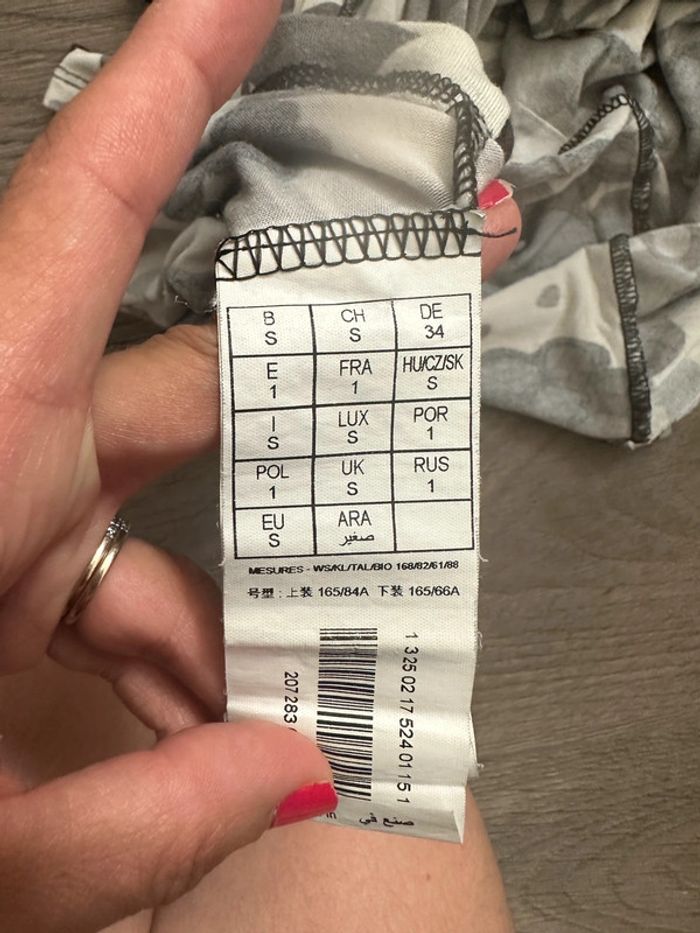 B CH DE
S S 34
E FRA HU/CZ/SK
1 1 S
I LUX POR
S S 1
POL UK RUS
1 S 1
EU ARA
S صغير
MESURES - WS/KL/TAL/BIO 168/82/61/88
号型 : 上装 165/84A 下装 165/66A
1 325 02 17 524 01 15 1
207 283
صنع في